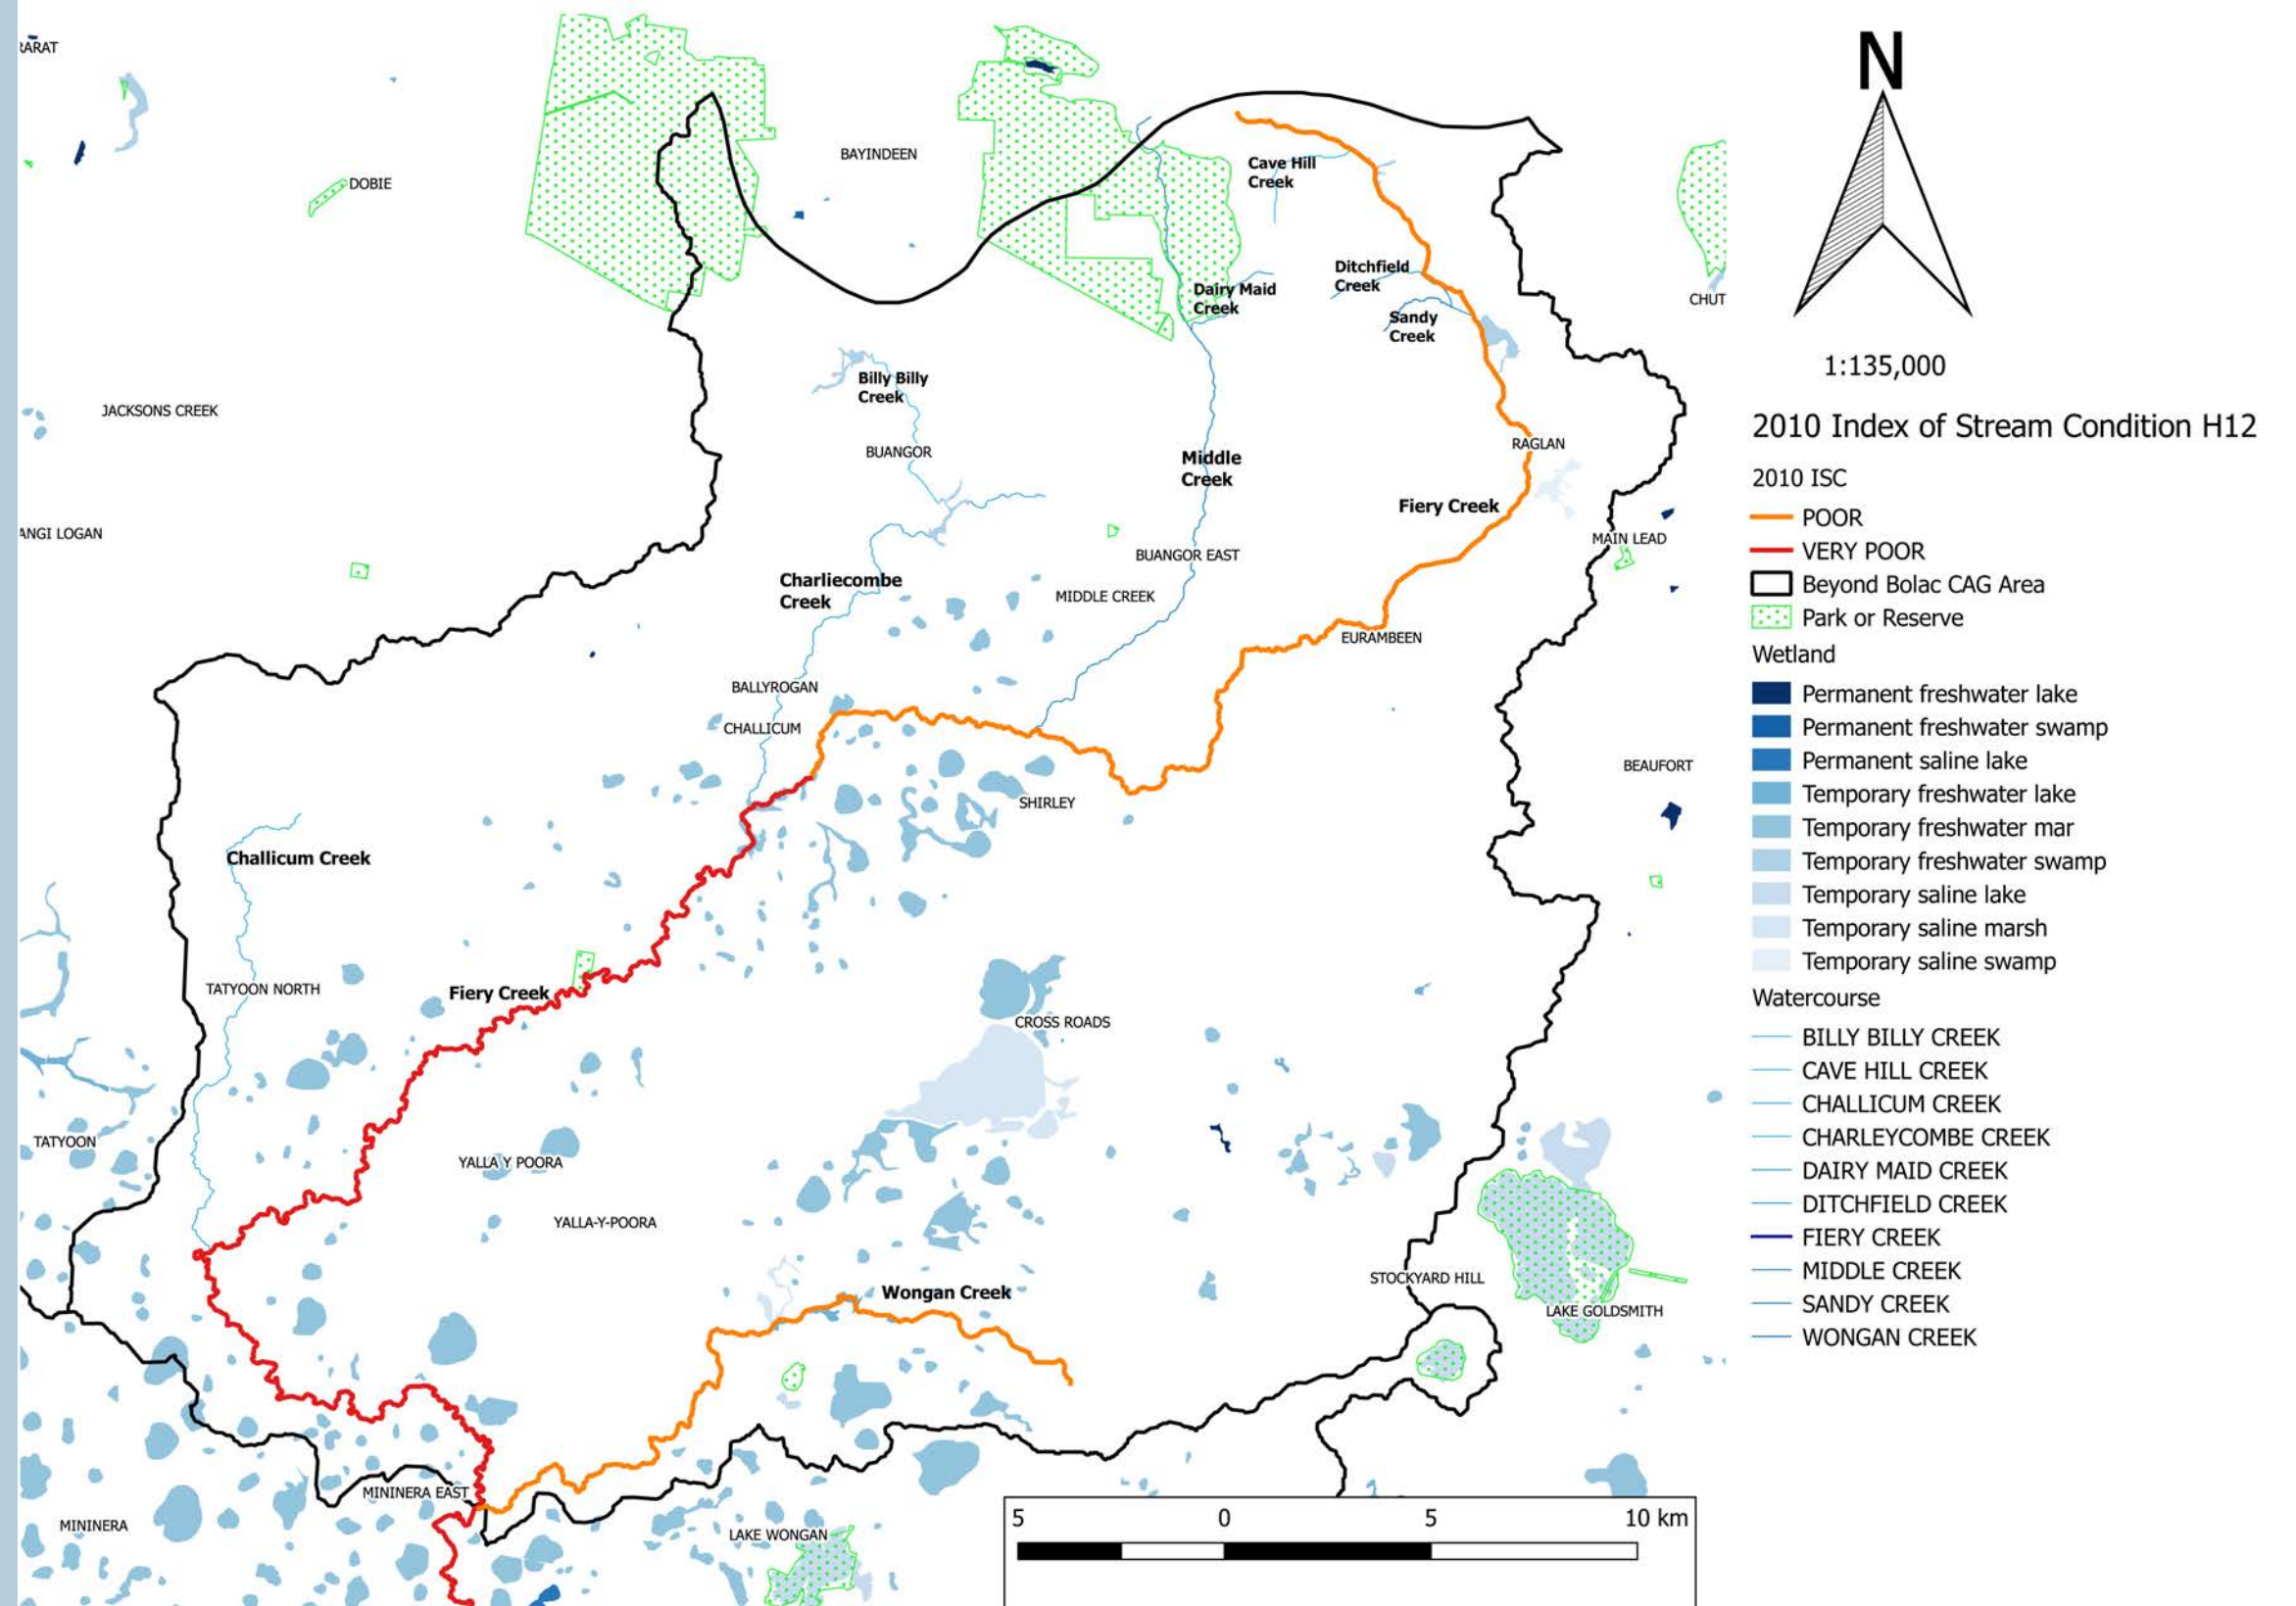 RARAT
DOBIE
BAYINDEEN
Cave Hill
Creek
Ditchfield
Creek
Dairy Maid
Creek
Sandy
Creek
CHUT
Billy Billy
Creek
JACKSONS CREEK
BUANGOR
RAGLAN
Middle
Creek
Fiery Creek
ANGI LOGAN
MAIN LEAD
BUANGOR EAST
Charliecombe
Creek
MIDDLE CREEK
EURAMBEEN
BALLYROGAN
CHALLICUM
BEAUFORT
SHIRLEY
Challicum Creek
TATYOON NORTH
Fiery Creek
CROSS ROADS
TATYOON
YALLA Y POORA
YALLA-Y-POORA
STOCKYARD HILL
Wongan Creek
LAKE GOLDSMITH
MININERA EAST
MININERA
LAKE WONGAN
5 0 5 10 km
N
1:135,000
2010 Index of Stream Condition H12
2010 ISC
POOR
VERY POOR
Beyond Bolac CAG Area
Park or Reserve
Wetland
Permanent freshwater lake
Permanent freshwater swamp
Permanent saline lake
Temporary freshwater lake
Temporary freshwater mar
Temporary freshwater swamp
Temporary saline lake
Temporary saline marsh
Temporary saline swamp
Watercourse
BILLY BILLY CREEK
CAVE HILL CREEK
CHALLICUM CREEK
CHARLEYCOMBE CREEK
DAIRY MAID CREEK
DITCHFIELD CREEK
FIERY CREEK
MIDDLE CREEK
SANDY CREEK
WONGAN CREEK